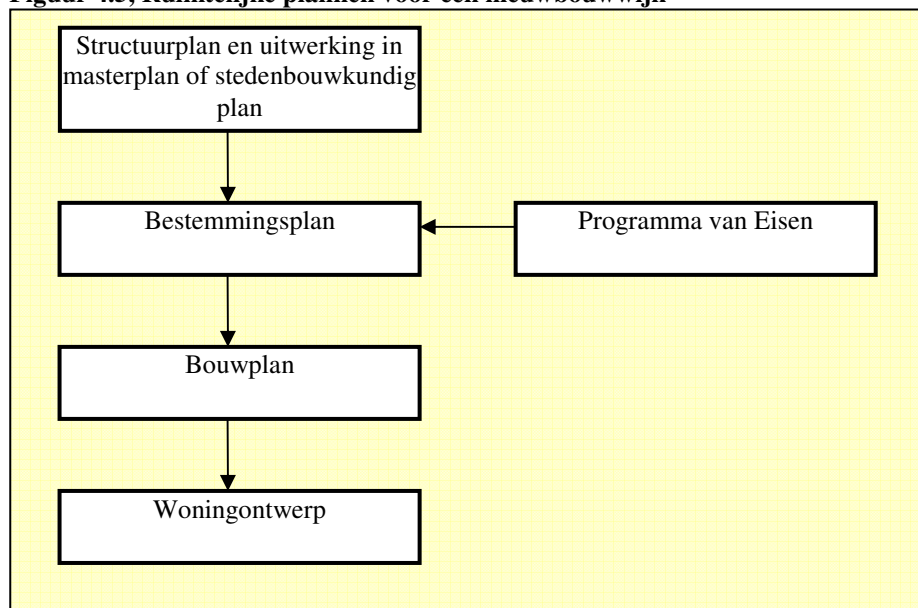 Structuurplan en uitwerking in
masterplan of stedenbouwkundig
plan
Bestemmingsplan
Programma van Eisen
Bouwplan
Woningontwerp